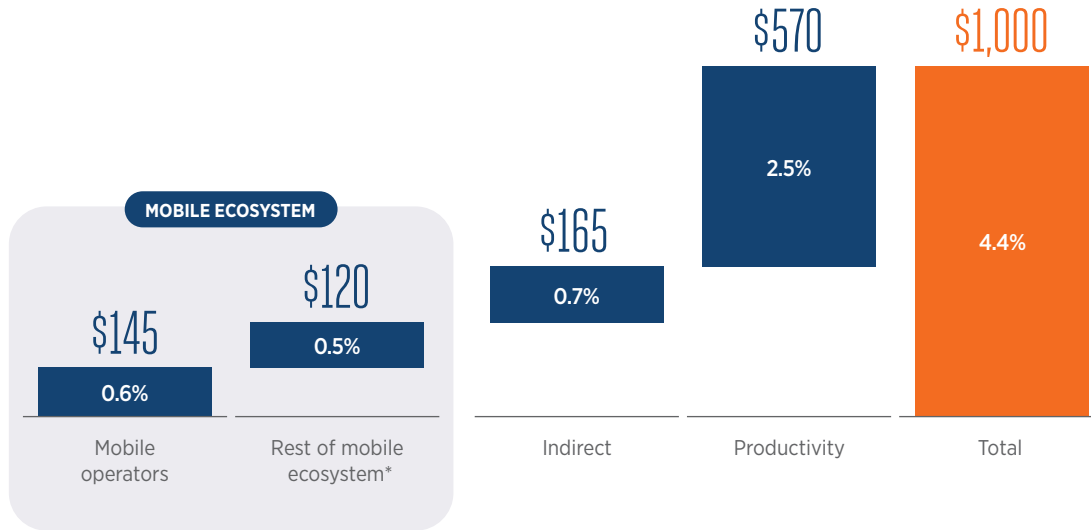 $570
$1,000
2.5%
MOBILE ECOSYSTEM
$165
4.4%
$120
0.7%
$145
0.5%
0.6%
Mobile
operators
Rest of mobile
ecosystem*
Indirect
Productivity
Total